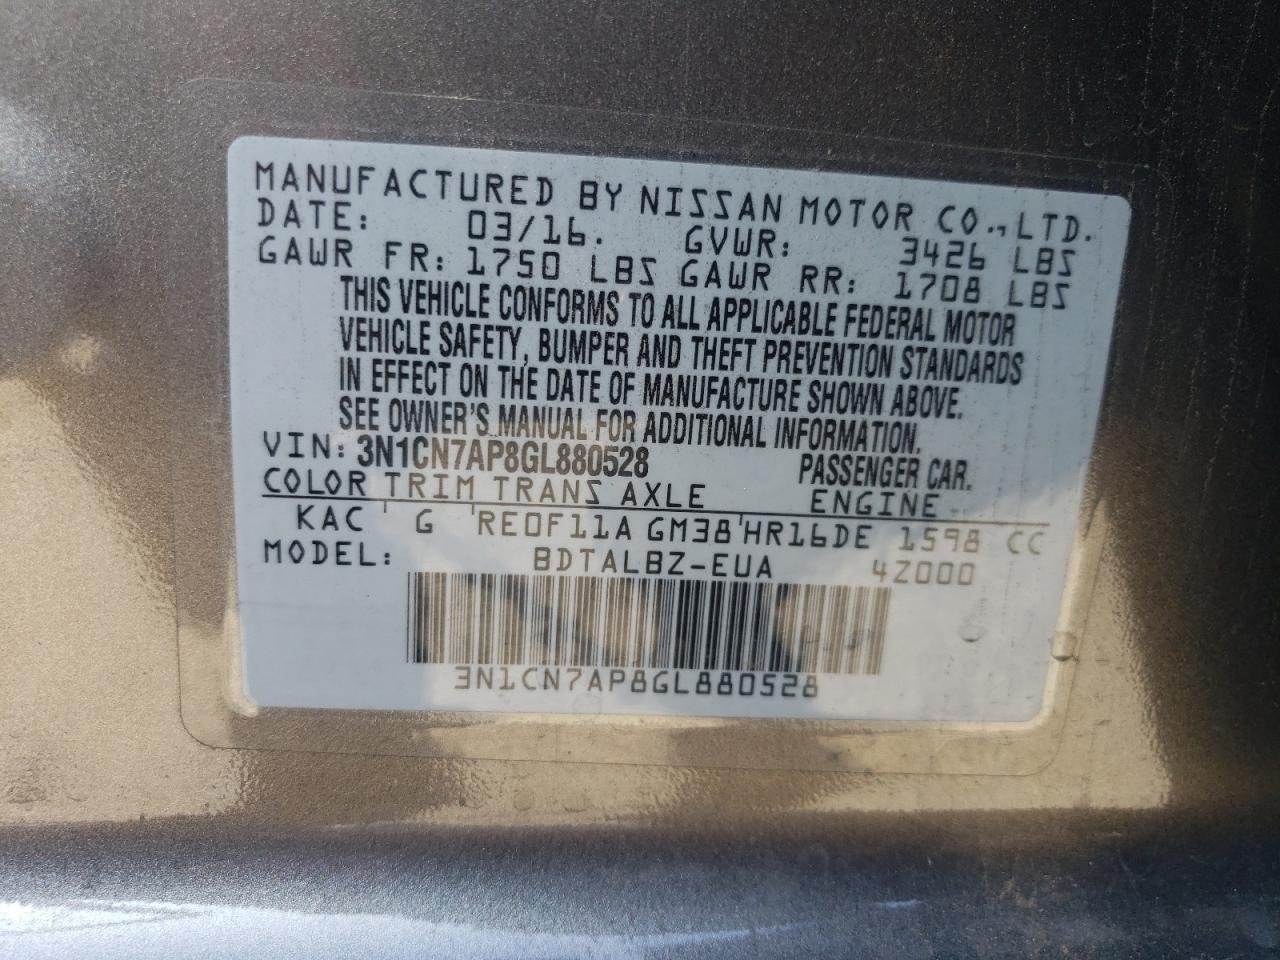 MANUFACTURED BY NISSAN MOTOR CO.,LTD.
DATE: 03/16. GVWR: 3426 LBS
GAWR FR: 1750 LBS GAWR RR: 1708 LBS
THIS VEHICLE CONFORMS TO ALL APPLICABLE FEDERAL MOTOR
VEHICLE SAFETY, BUMPER AND THEFT PREVENTION STANDARDS
IN EFFECT ON THE DATE OF MANUFACTURE SHOWN ABOVE.
SEE OWNER'S MANUAL FOR ADDITIONAL INFORMATION.
VIN: 3N1CN7AP8GL880528 PASSENGER CAR.
COLOR TRIM TRANS AXLE ENGINE
KAC ' G 'RE0F11A GM38'HR16DE 1598 CC
MODEL: BDTALBZ-EUA 4Z000
3N1CN7AP8GL880528